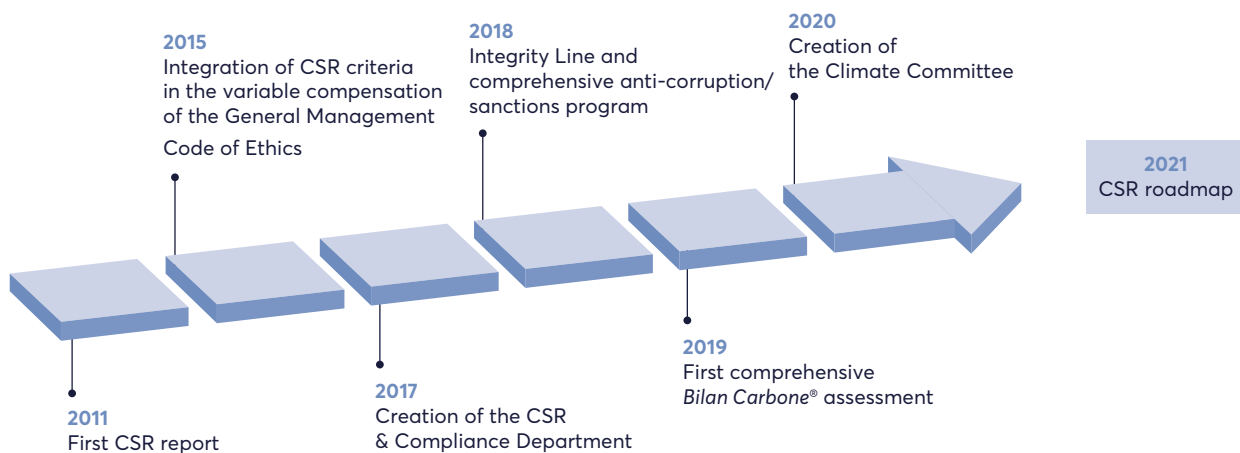 2011
First CSR report
2015
Integration of CSR criteria
in the variable compensation
of the General Management
Code of Ethics
2017
Creation of the CSR
& Compliance Department
2018
Integrity Line and
comprehensive anti-corruption/
sanctions program
2019
First comprehensive
Bilan Carbone® assessment
2020
Creation of
the Climate Committee
2021
CSR roadmap